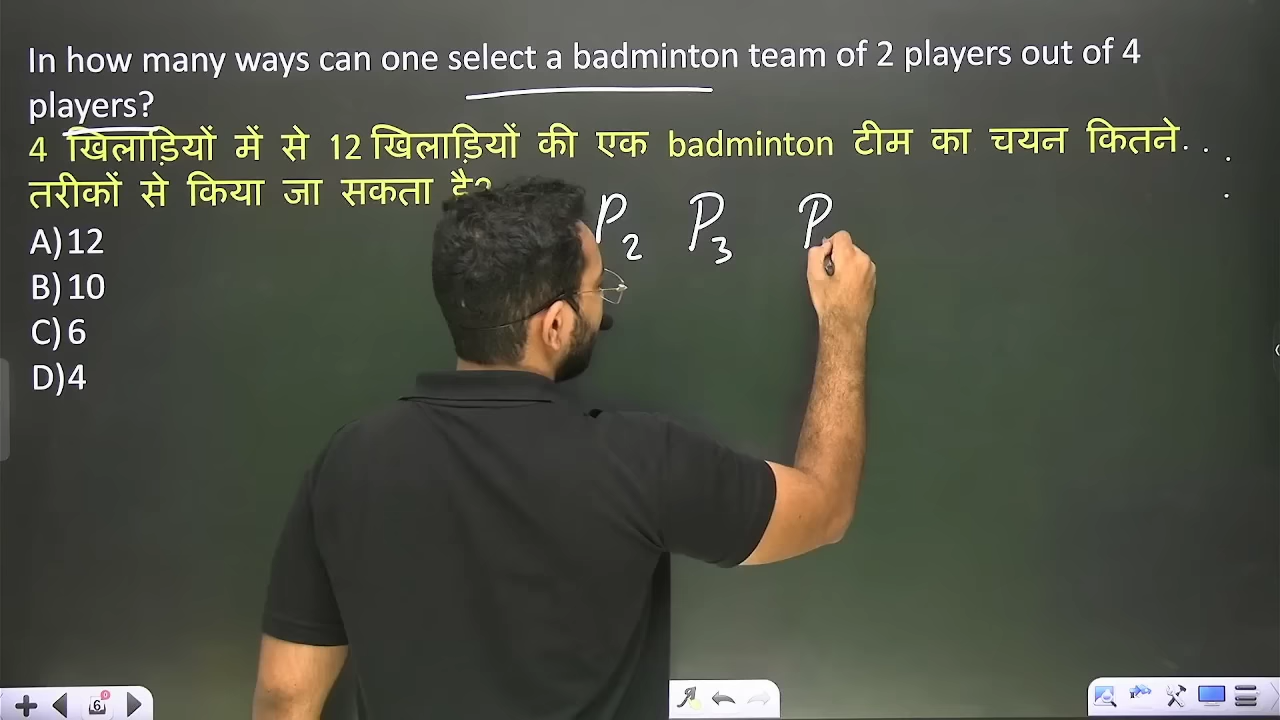 In how many ways can one select a badminton team of 2 players out of 4
players?
4 खिलाड़ियों में से 12 खिलाड़ियों की एक badminton टीम का चयन कितने
तरीकों से किया जा सकता है?
A) 12
B) 10
C) 6
D) 4
P2 P3 P
6
0